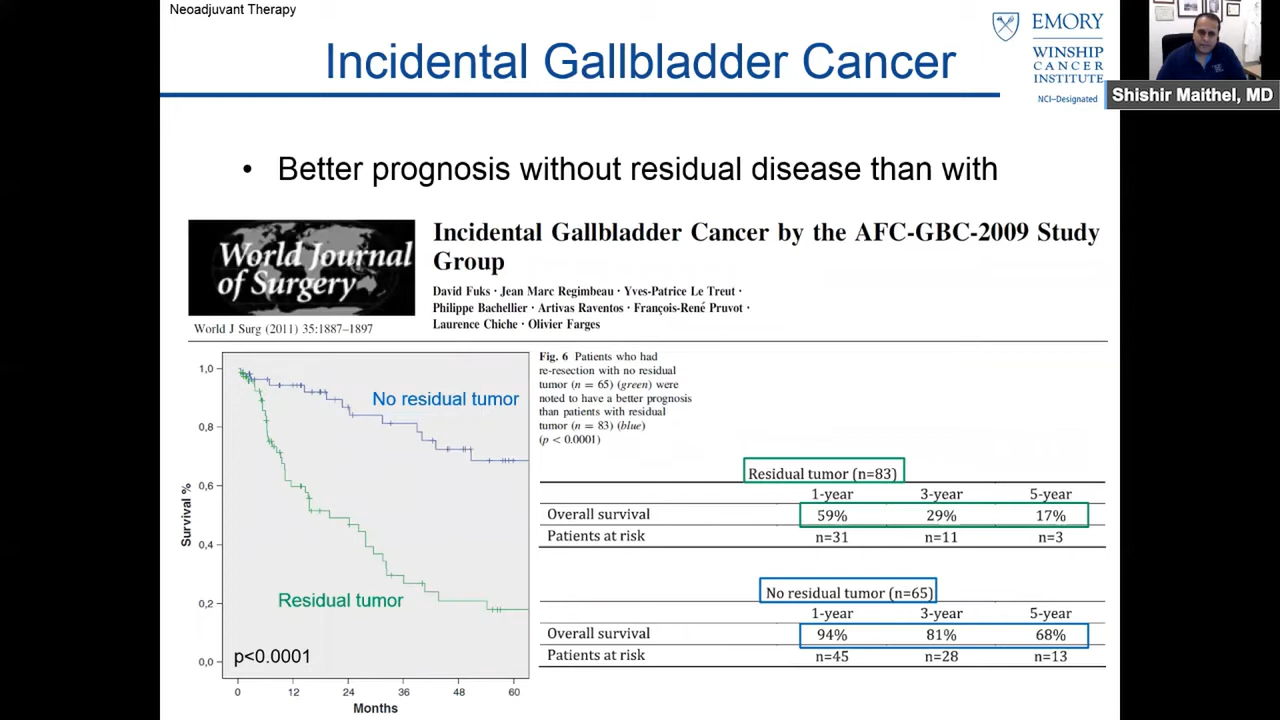 Neoadjuvant Therapy
Incidental Gallbladder Cancer
EMORY
WINSHIP
CANCER
INSTITUTE
NCI–Designated
Shishir Maithel, MD
• Better prognosis without residual disease than with
World Journal
of Surgery
World J Surg (2011) 35:1887–1897
Incidental Gallbladder Cancer by the AFC-GBC-2009 Study
Group
David Fuks · Jean Marc Regimbeau · Yves-Patrice Le Treut ·
Philippe Bachellier · Artivas Raventos · François-René Pruvot ·
Laurence Chiche · Olivier Farges
Survival %
1,0
0,8
0,6
0,4
0,2
0,0
No residual tumor
Residual tumor
p<0.0001
0 12 24 36 48 60
Months
Fig. 6 Patients who had
re-resection with no residual
tumor (n = 65) (green) were
noted to have a better prognosis
than patients with residual
tumor (n = 83) (blue)
(p < 0.0001)
Residual tumor (n=83)
1-year 3-year 5-year
Overall survival 59% 29% 17%
Patients at risk n=31 n=11 n=3
No residual tumor (n=65)
1-year 3-year 5-year
Overall survival 94% 81% 68%
Patients at risk n=45 n=28 n=13